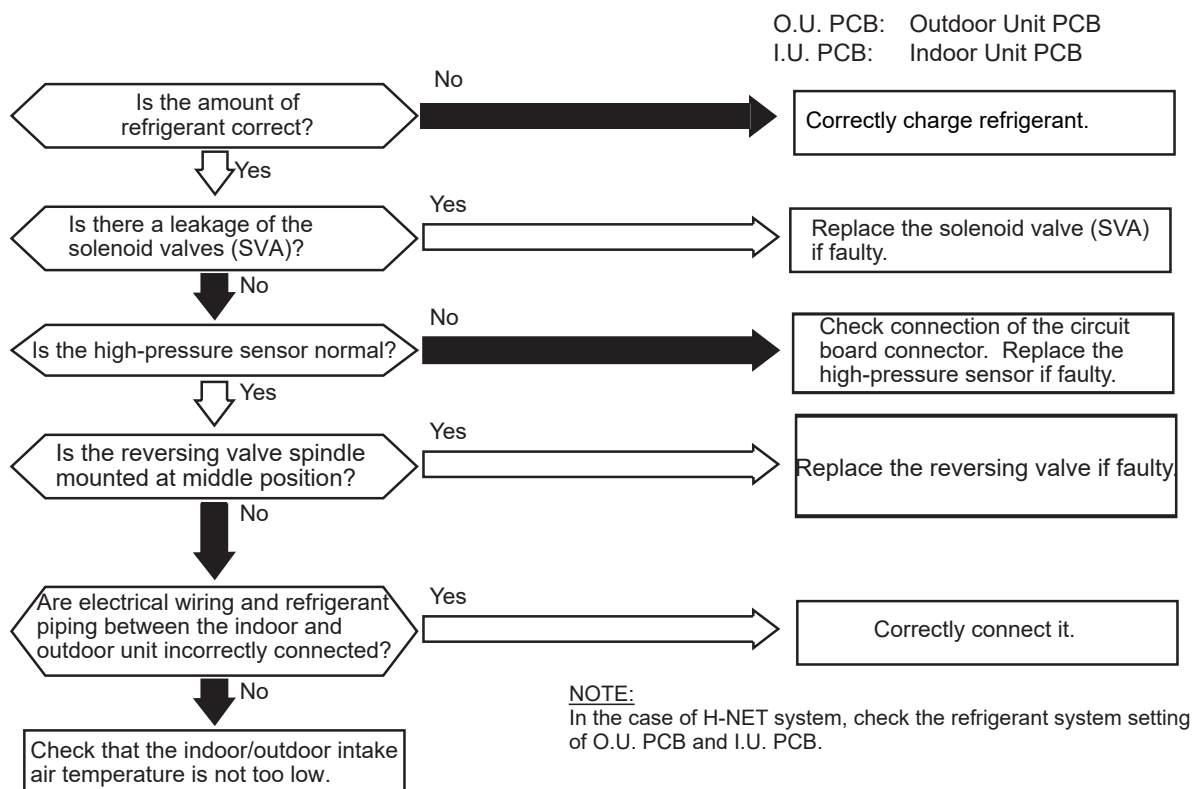 O.U. PCB: Outdoor Unit PCB
I.U. PCB: Indoor Unit PCB
Is the amount of
refrigerant correct?
No
Correctly charge refrigerant.
Yes
Is there a leakage of the
solenoid valves (SVA)?
Yes
Replace the solenoid valve (SVA)
if faulty.
No
Is the high-pressure sensor normal?
No
Check connection of the circuit
board connector. Replace the
high-pressure sensor if faulty.
Yes
Is the reversing valve spindle
mounted at middle position?
Yes
Replace the reversing valve if faulty.
No
Are electrical wiring and refrigerant
piping between the indoor and
outdoor unit incorrectly connected?
Yes
Correctly connect it.
No
Check that the indoor/outdoor intake
air temperature is not too low.
NOTE:
In the case of H-NET system, check the refrigerant system setting
of O.U. PCB and I.U. PCB.